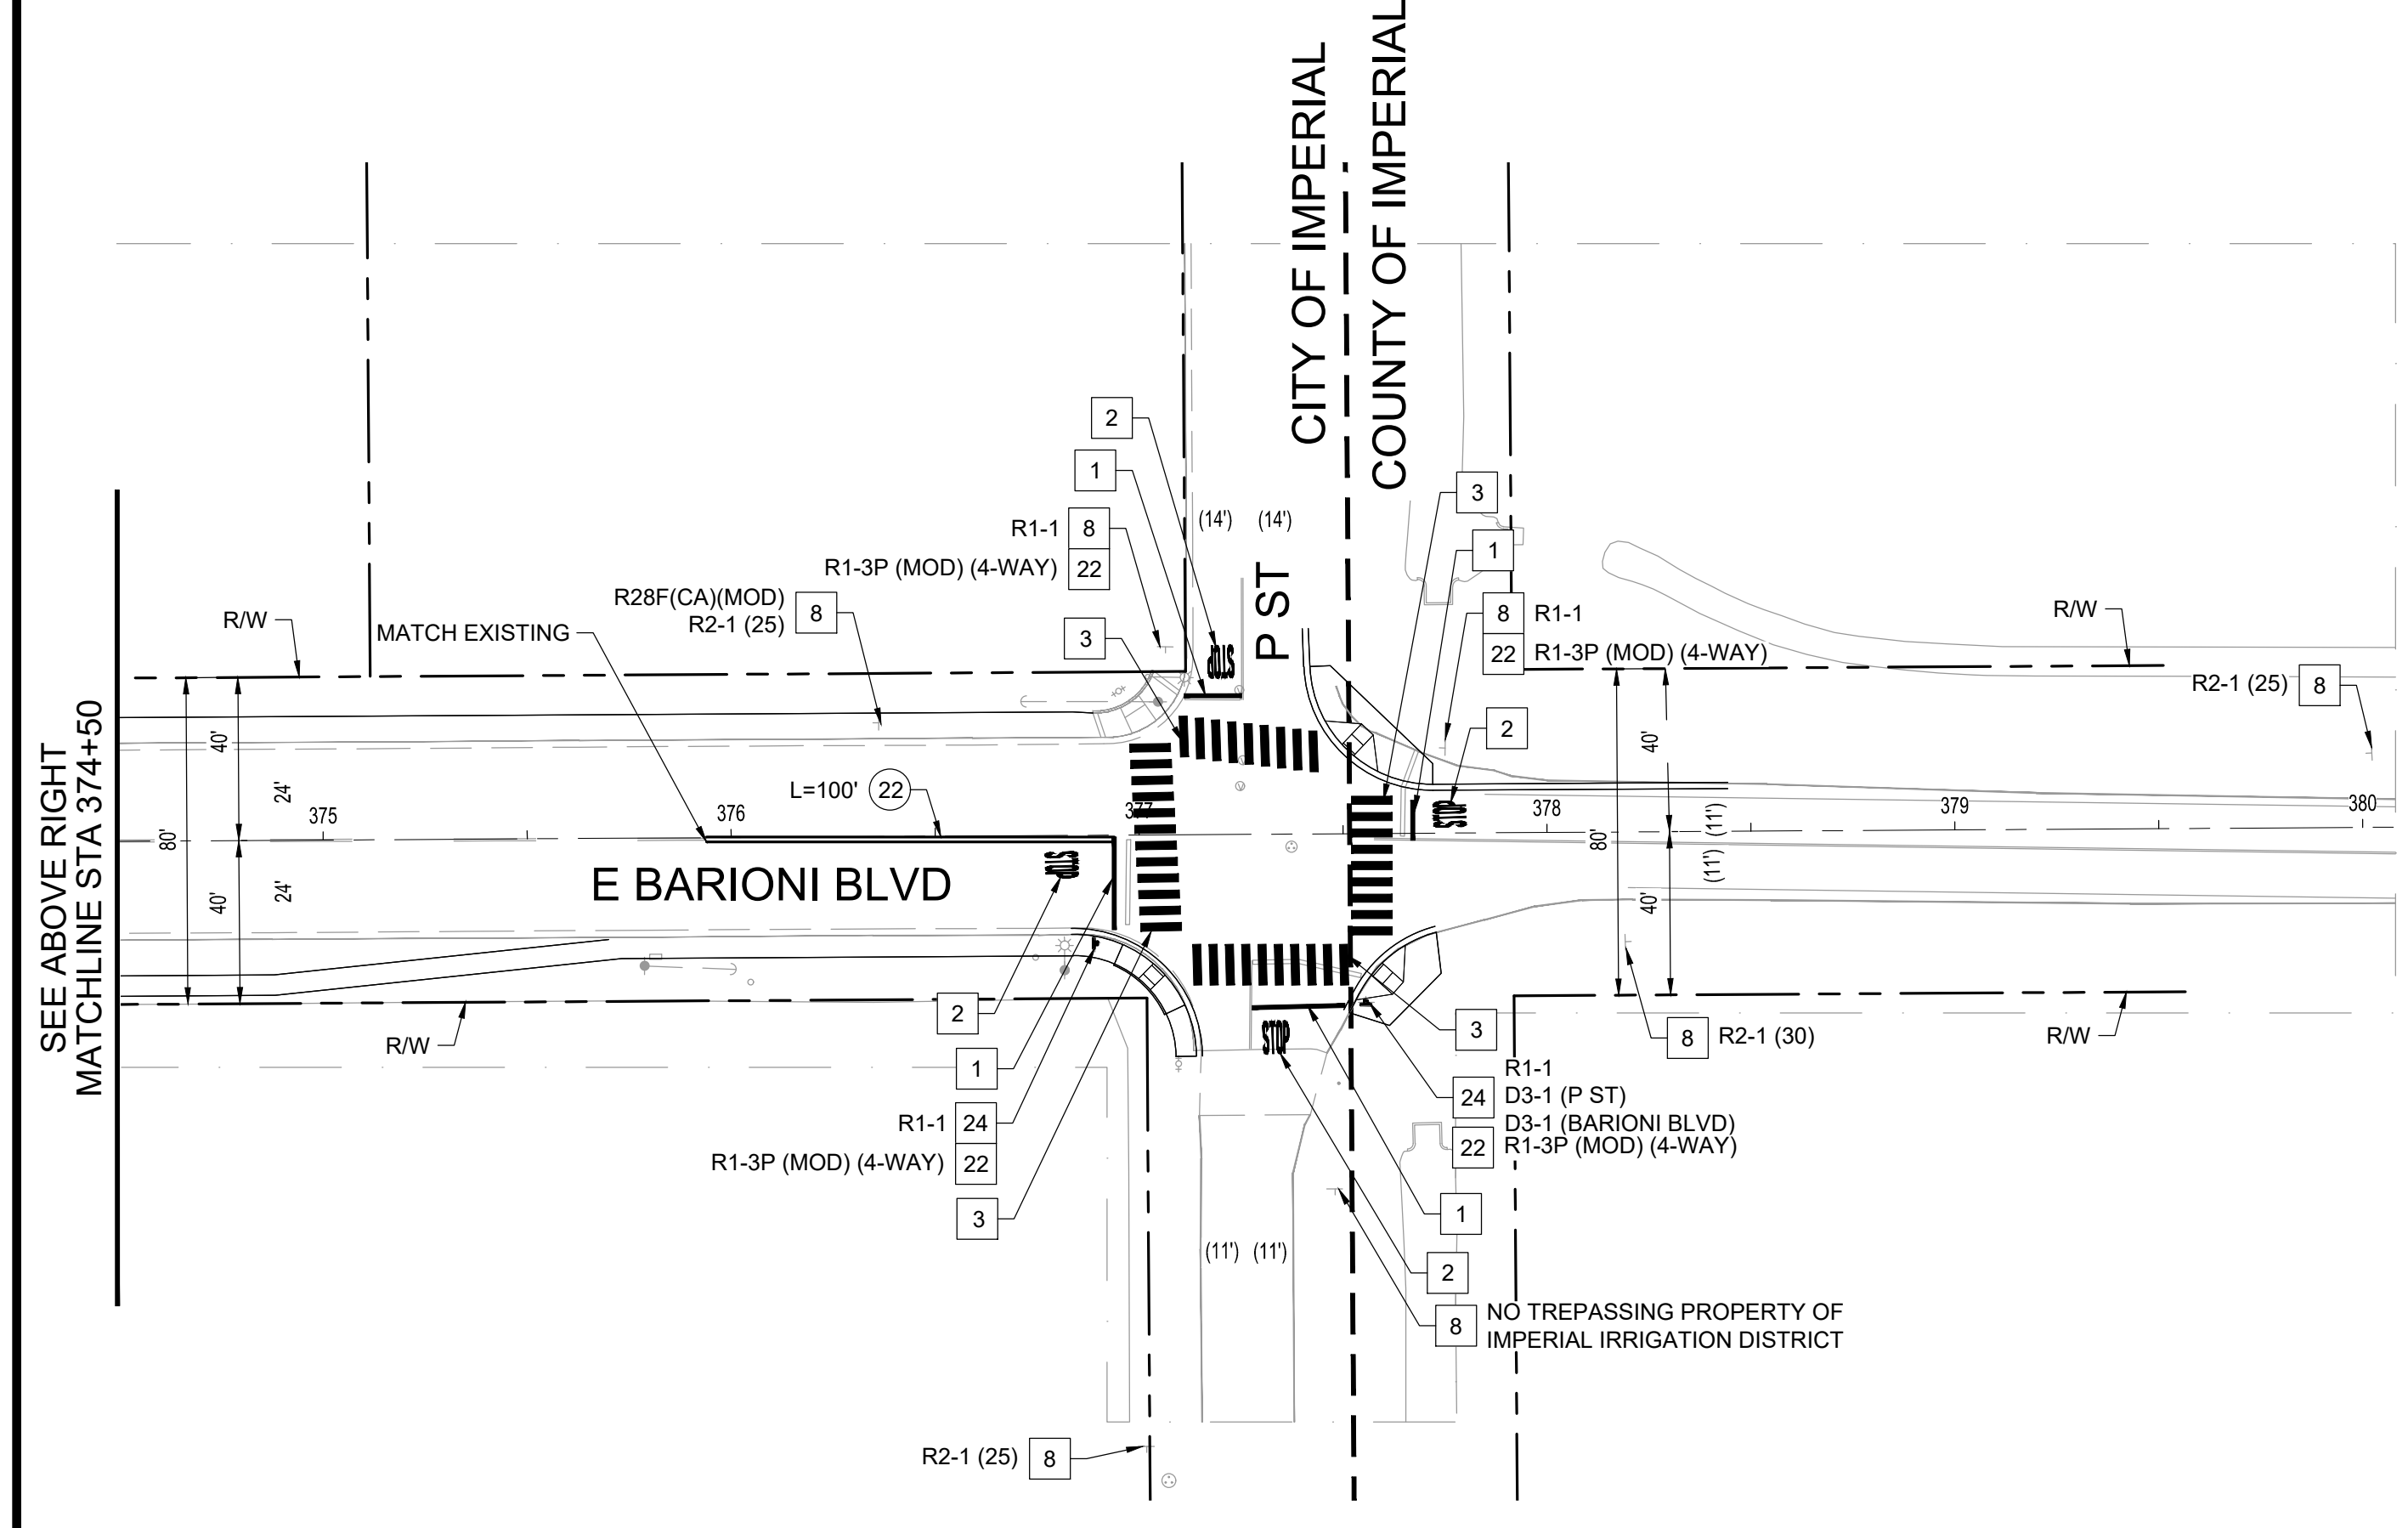 CITY OF IMPERIAL
COUNTY OF IMPERIAL
2
1
R1-1 8
R1-3P (MOD) (4-WAY) 22
(14') (14')
P ST
3
1
R28F(CA)(MOD)
R2-1 (25) 8
3
STOP
8 R1-1
22 R1-3P (MOD) (4-WAY)
R/W
MATCH EXISTING
R/W
R2-1 (25) 8
2
STOP
SEE ABOVE RIGHT
MATCHLINE STA 374+50
80'
40'
40'
24'
24'
375
376
377
378
379
380
L=100' 22
80'
40'
40'
(11')
(11')
STOP
E BARIONI BLVD
R/W
2
1
R1-1 24
R1-3P (MOD) (4-WAY) 22
3
STOP
3
R1-1
24 D3-1 (P ST)
D3-1 (BARIONI BLVD)
22 R1-3P (MOD) (4-WAY)
8 R2-1 (30)
R/W
1
(11') (11')
2
8 NO TREPASSING PROPERTY OF
IMPERIAL IRRIGATION DISTRICT
R2-1 (25) 8